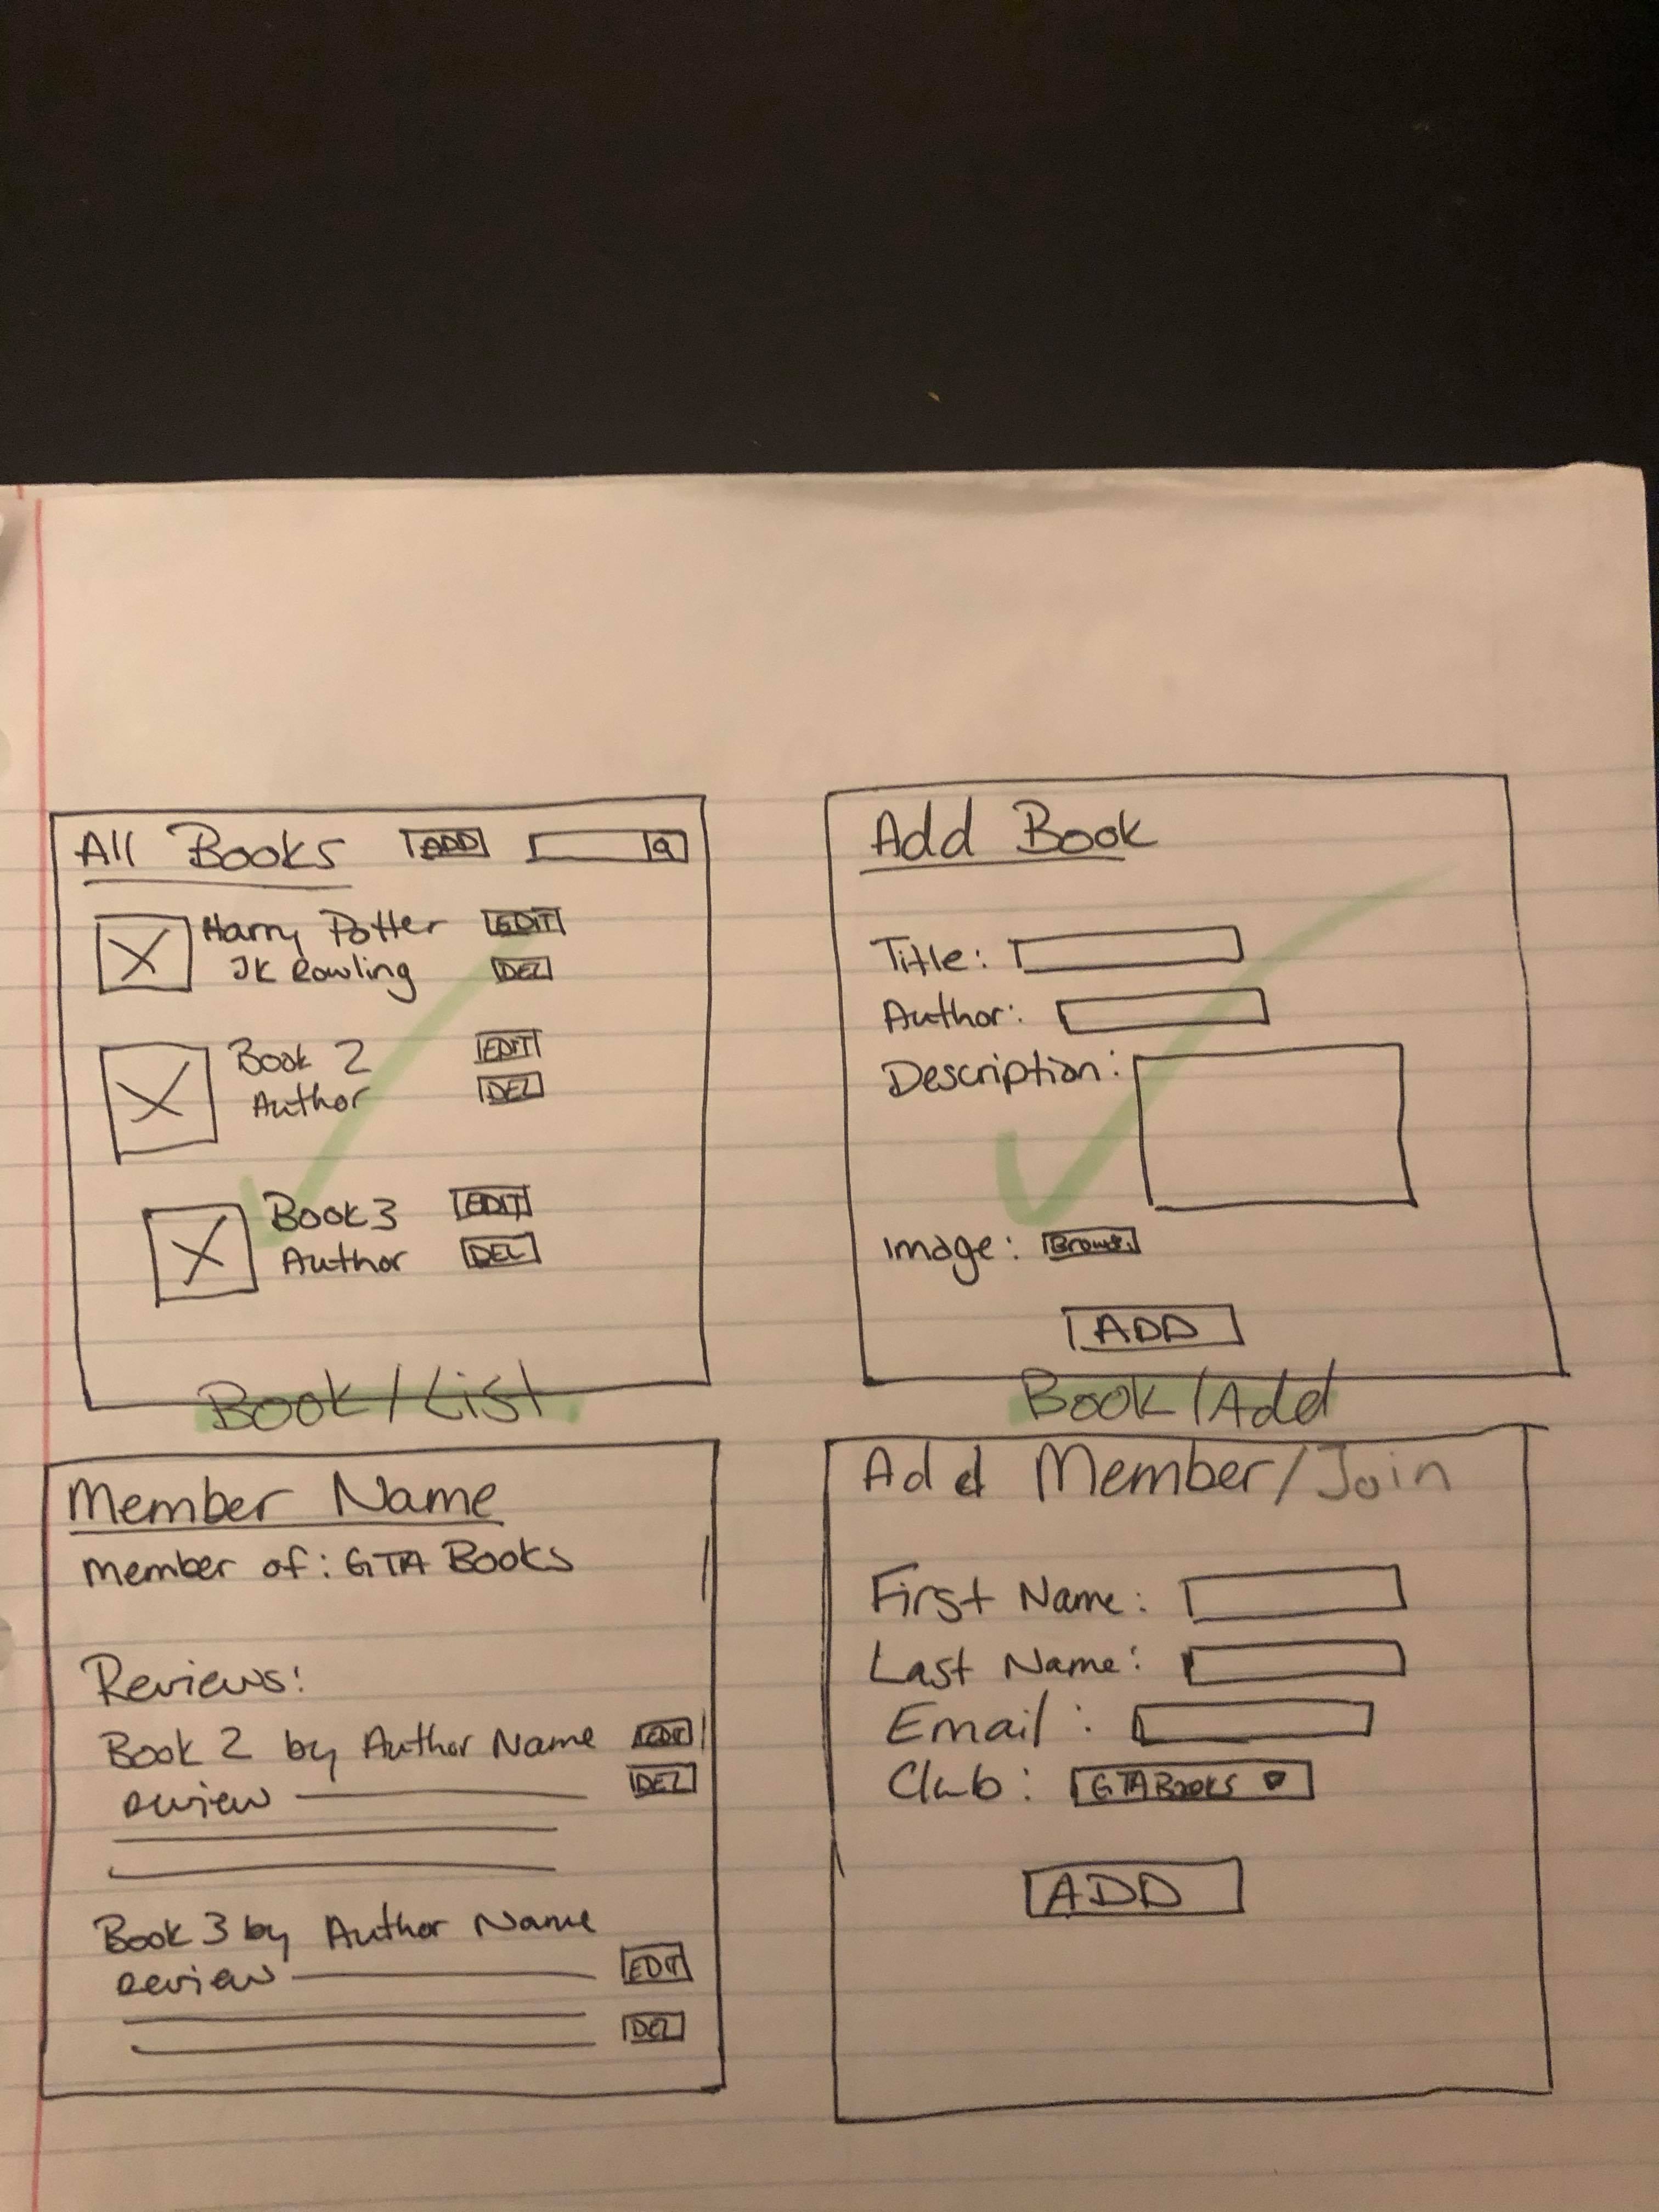 All Books ADD
Harry Potter EDIT
JK Rowling DEL
Book 2 EDIT
Author DEL
Book 3 EDIT
Author DEL
Book/List
Add Book
Title:
Author:
Description:
Image: Browse
ADD
Book/Add
Member Name
Member of: GTA Books
Reviews:
Book 2 by Author Name EDIT
Review DEL
Book 3 by Author Name
Review EDIT
DEL
Add Member/Join
First Name:
Last Name:
Email:
Club: GTA Books
ADD